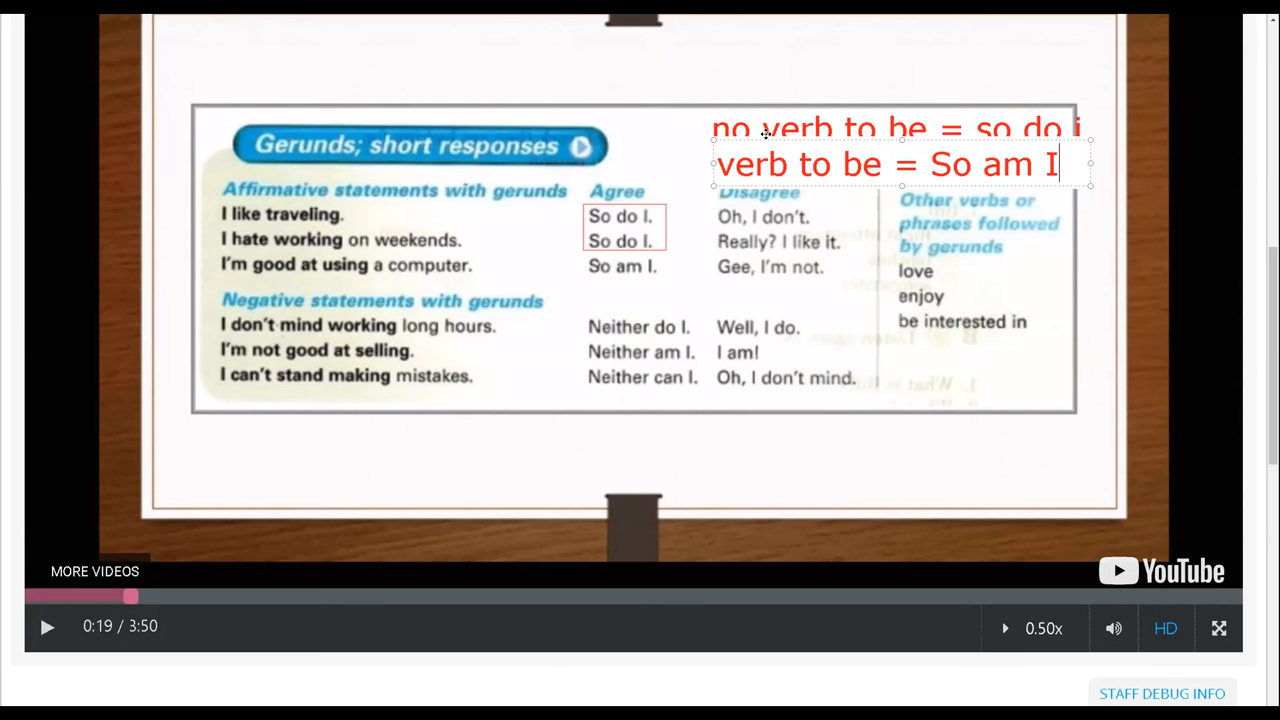 no verb to be = so do i
verb to be = So am I
Gerunds; short responses
Affirmative statements with gerunds Agree Disagree
I like traveling. So do I. Oh, I don't.
I hate working on weekends. So do I. Really? I like it.
I'm good at using a computer. So am I. Gee, I'm not.
Negative statements with gerunds
I don't mind working long hours. Neither do I. Well, I do.
I'm not good at selling. Neither am I. I am!
I can't stand making mistakes. Neither can I. Oh, I don't mind.
Other verbs or
phrases followed
by gerunds
love
enjoy
be interested in
MORE VIDEOS
YouTube
0:19 / 3:50
0.50x
HD
STAFF DEBUG INFO